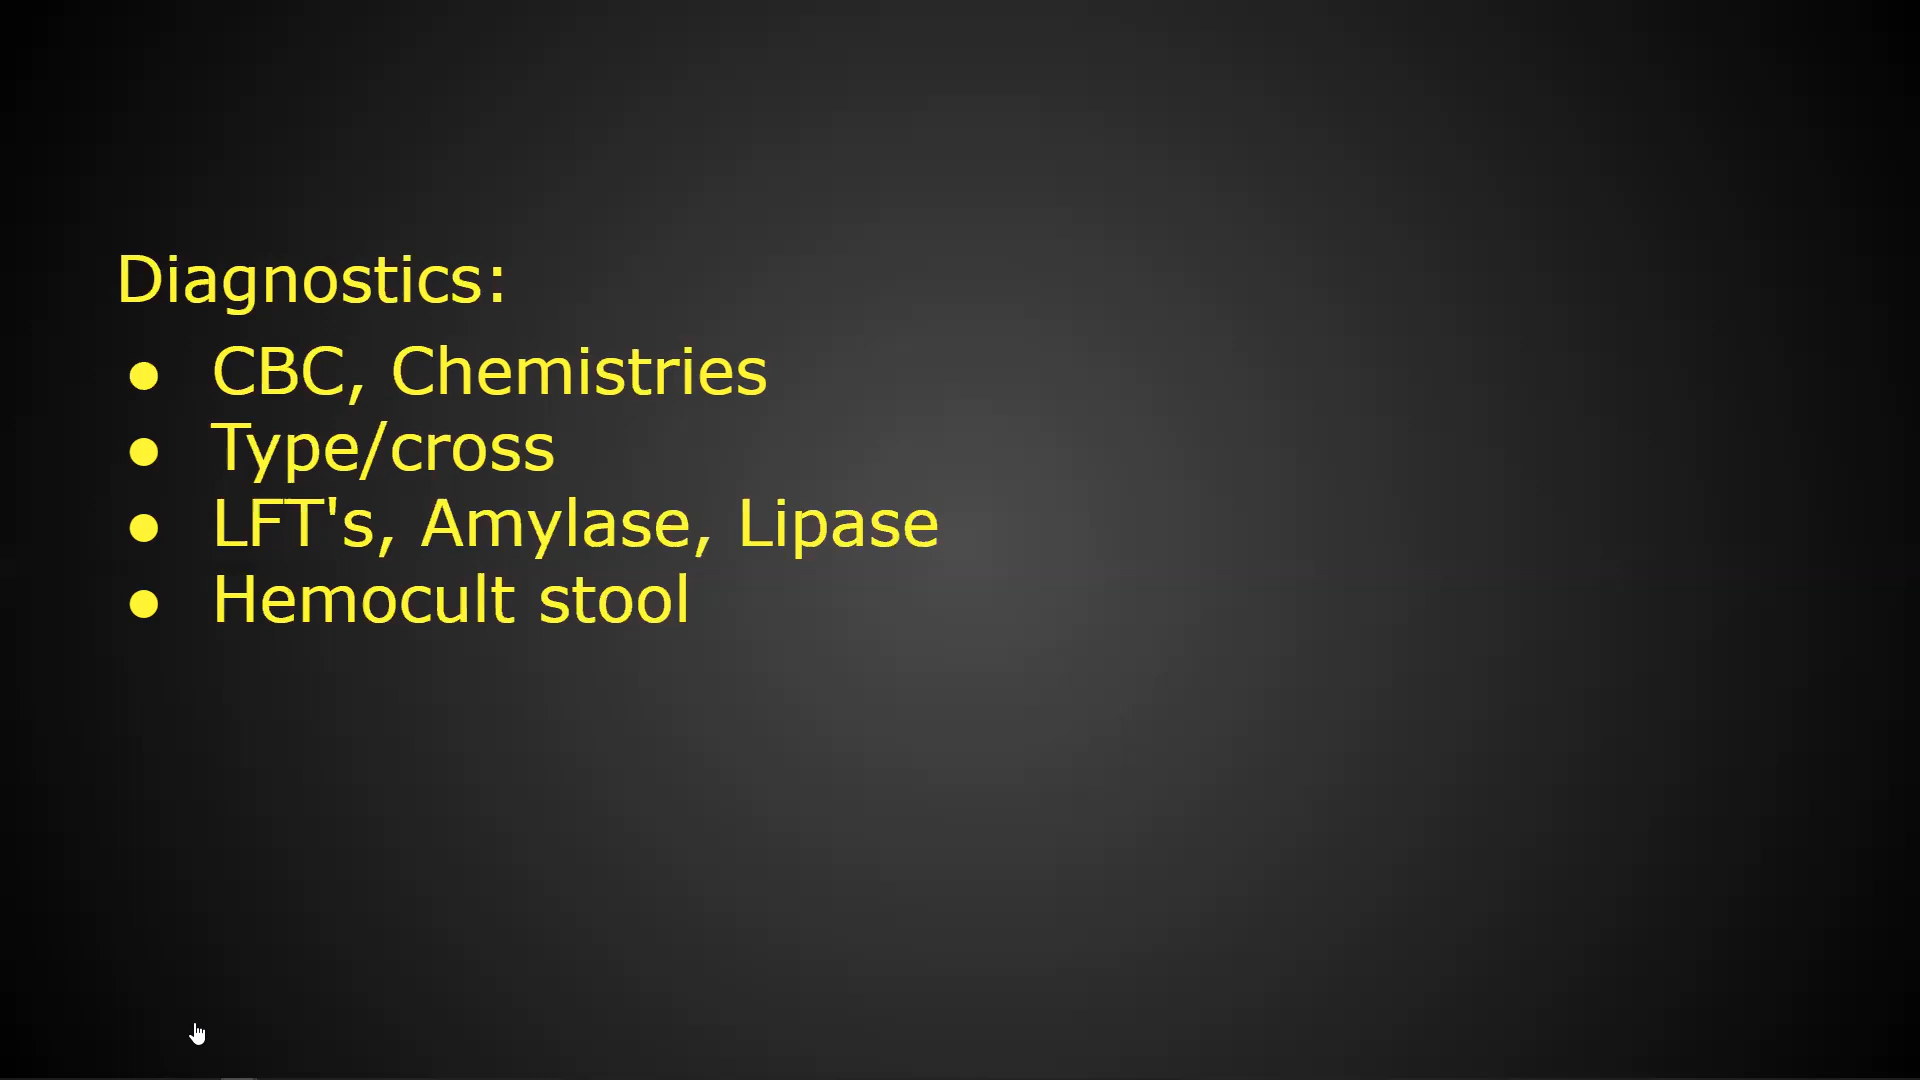 Diagnostics:
● CBC, Chemistries
● Type/cross
● LFT's, Amylase, Lipase
● Hemocult stool